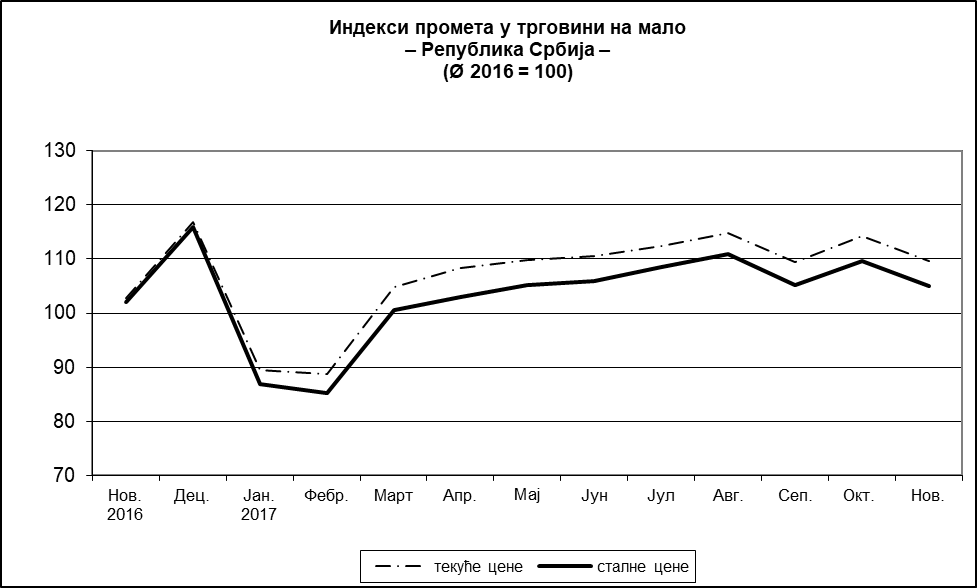 Индекси промета у трговини на мало
– Република Србија –
(Ø 2016 = 100)
130
120
110
100
90
80
70
Нов. Дец. Јан. Фебр. Март Апр. Мај Јун Јул Авг. Сеп. Окт. Нов.
2016 2017
текуће цене сталне цене